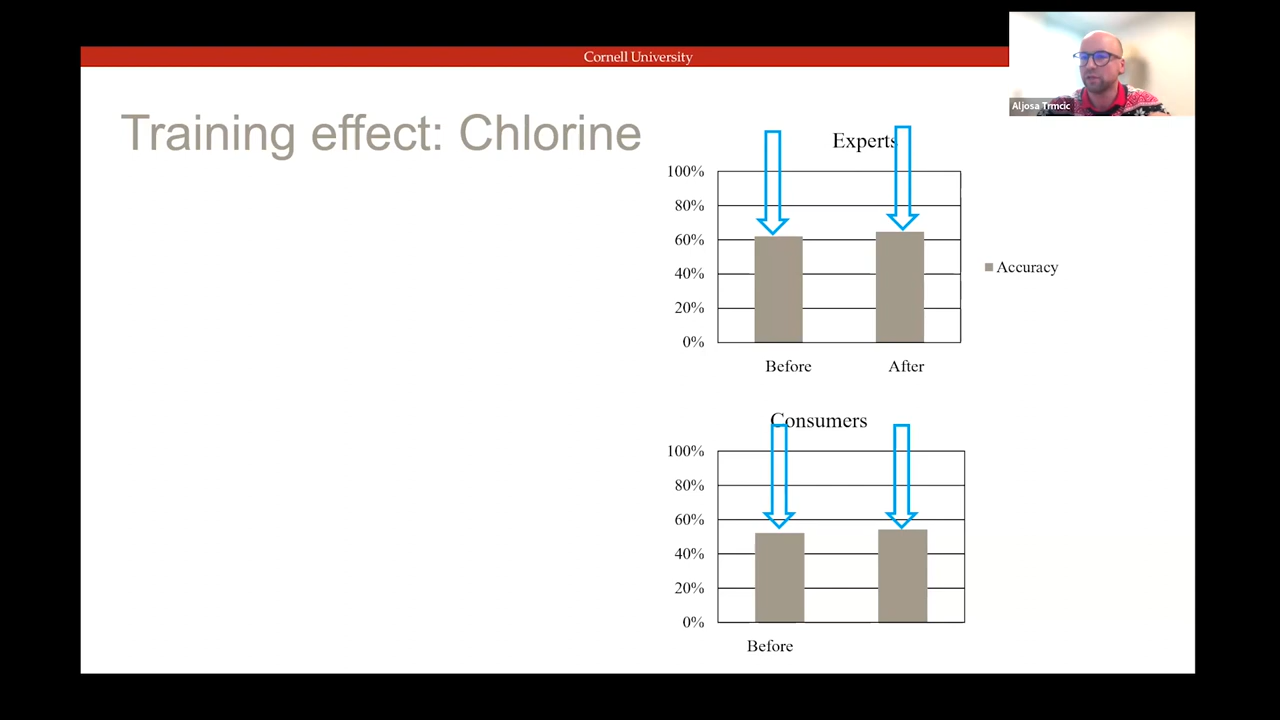 Cornell University
Aljosa Trmcic
Training effect: Chlorine
Experts
100%
80%
60%
40%
20%
0%
Accuracy
Before After
Consumers
100%
80%
60%
40%
20%
0%
Before